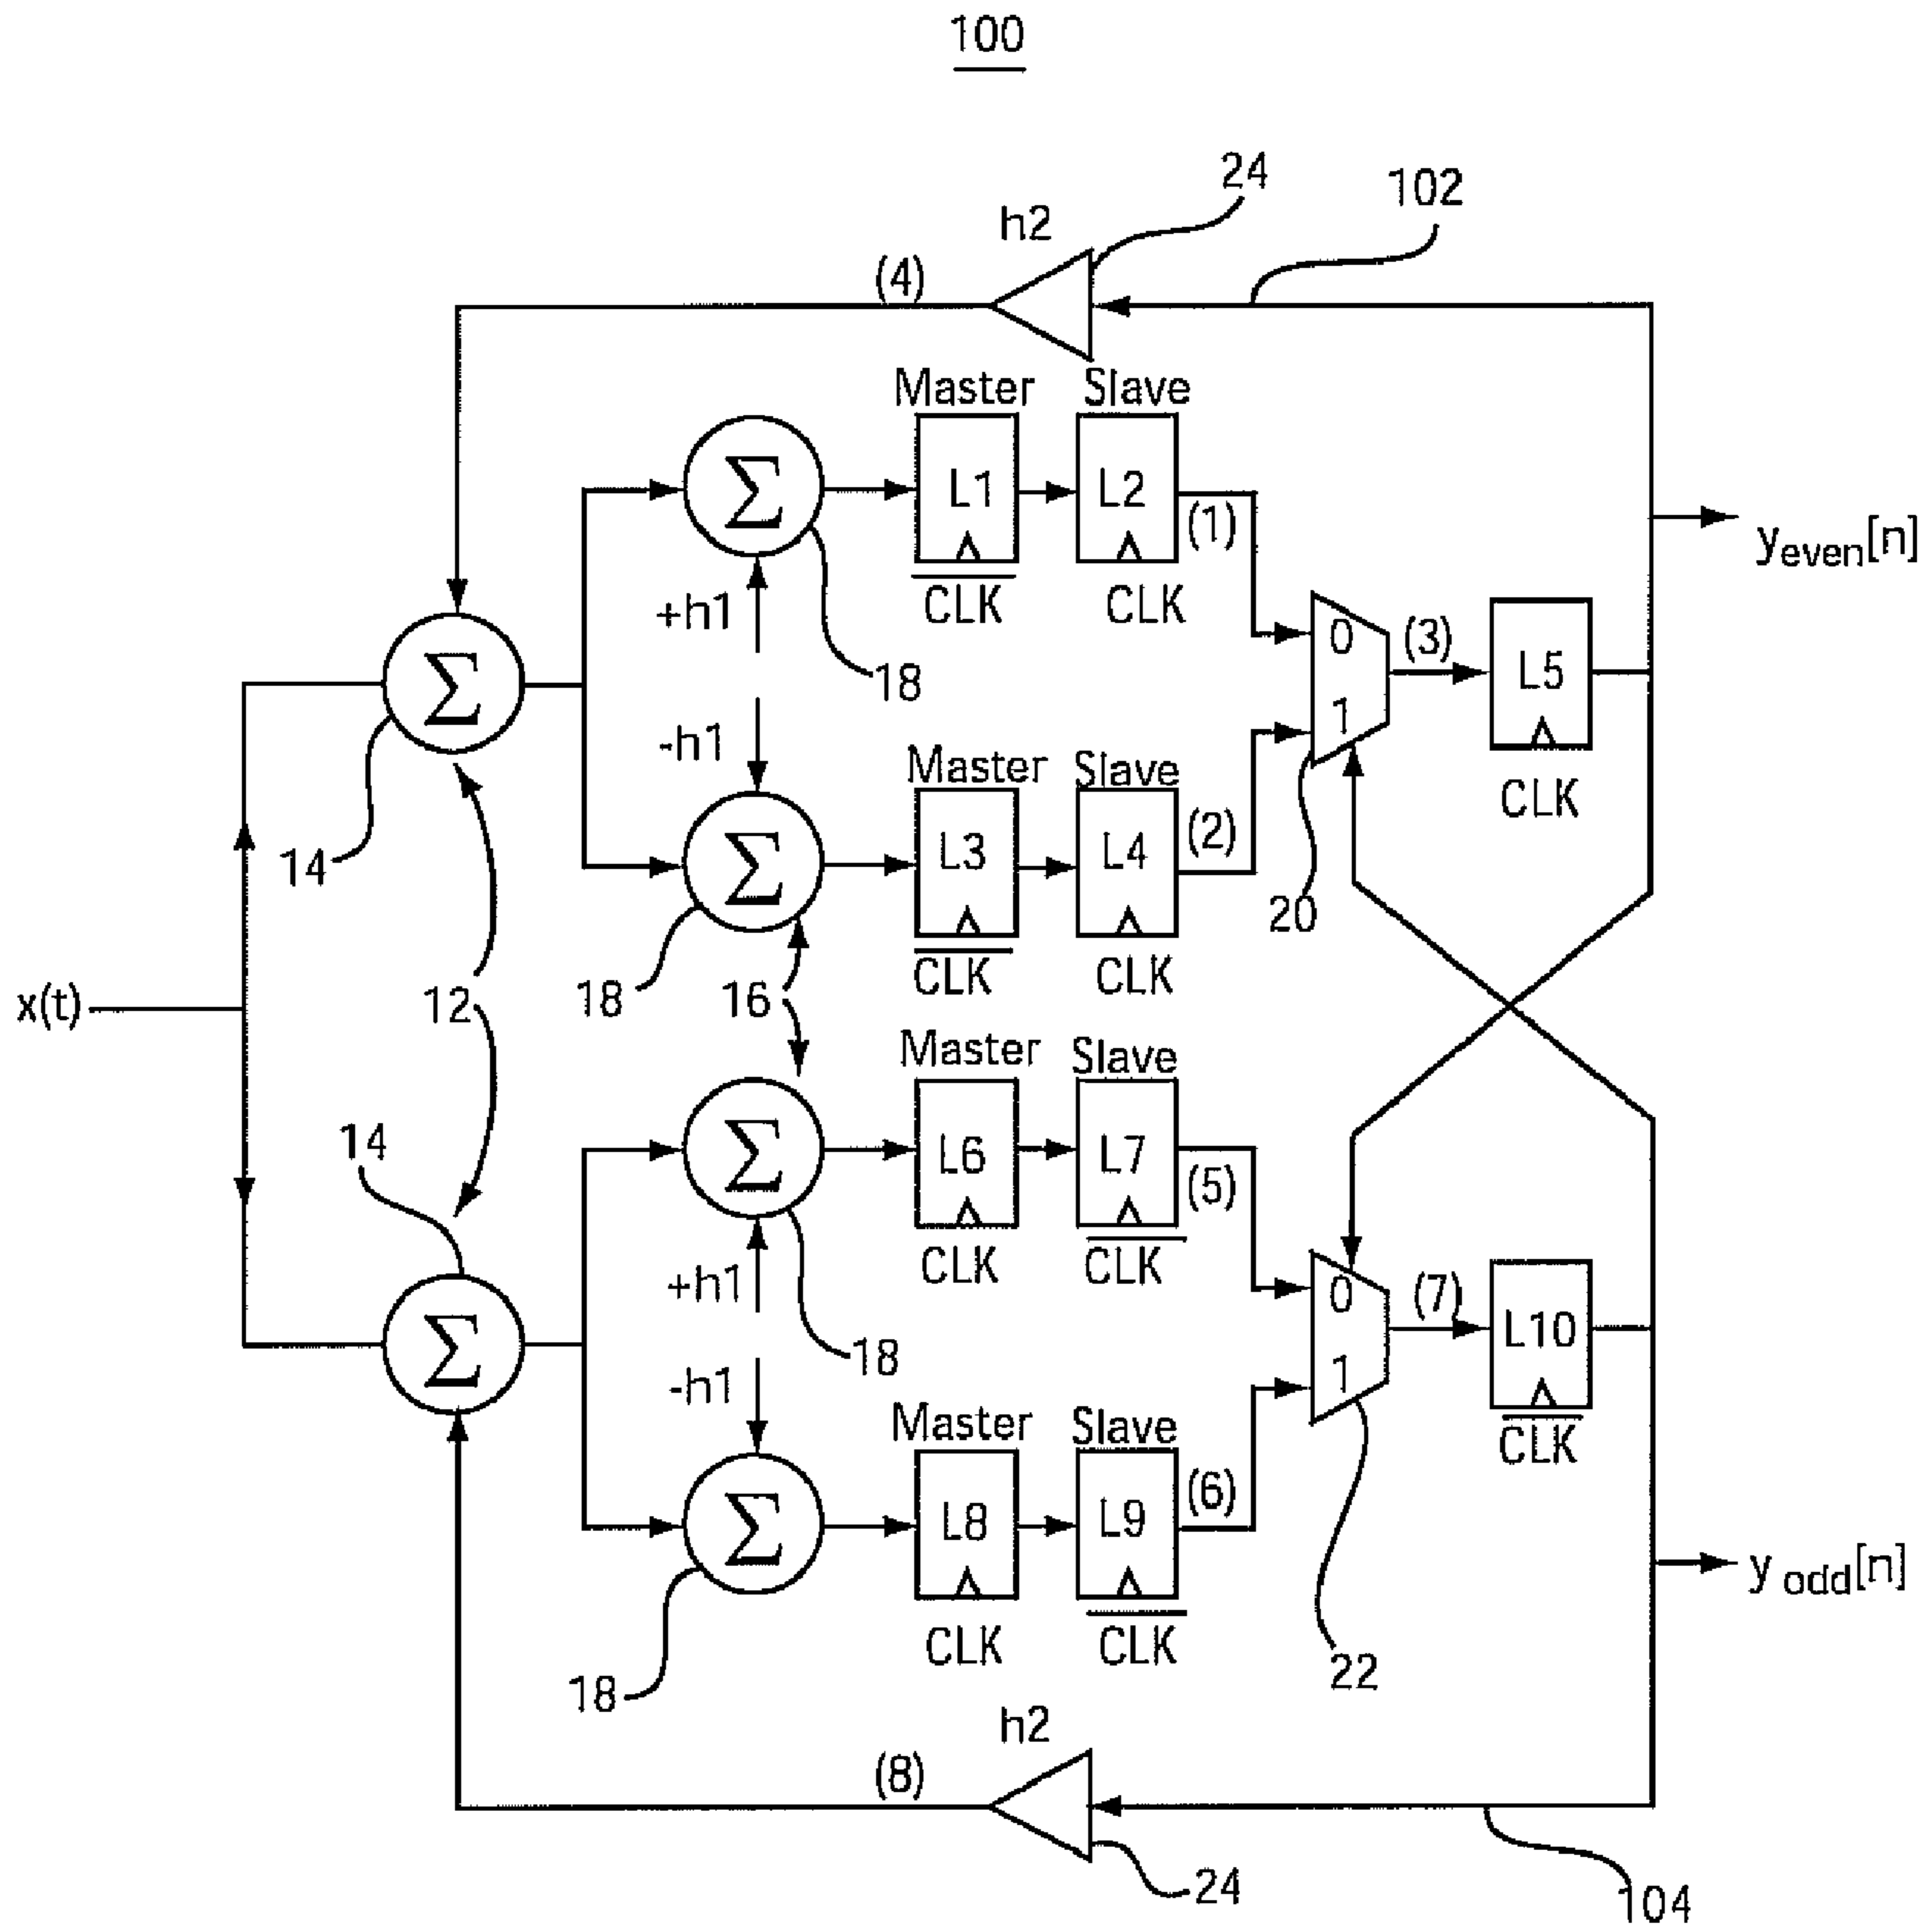 100
24
102
h2
(4)
Master Slave
L1 L2
(1)
CLK CLK
yeven[n]
+h1
18
0
1
(3)
L5
CLK
-h1
Σ
Σ
Σ
14
Master Slave
L3 L4
(2)
CLK CLK
20
18
16
12
x(t)
Master Slave
L6 L7
(5)
CLK CLK
14
Σ
Σ
Σ
+h1
18
-h1
0
1
(7)
L10
CLK
Master Slave
L8 L9
(6)
CLK CLK
yodd[n]
18
22
h2
(8)
24
104